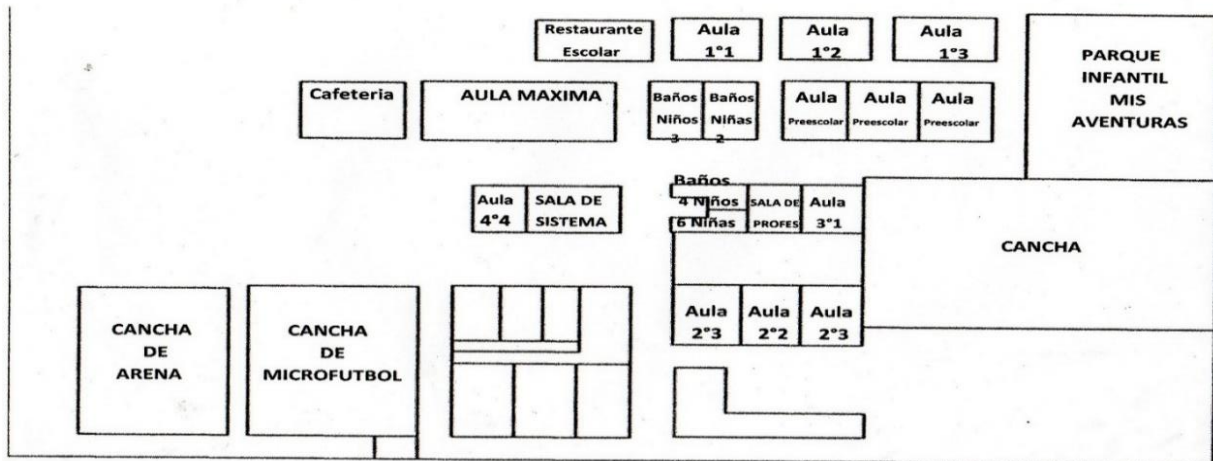 Restaurante
Escolar
Aula
1°1
Aula
1°2
Aula
1°3
PARQUE
INFANTIL
MIS
AVENTURAS
Cafeteria
AULA MAXIMA
Baños
Niños
3
Baños
Niñas
2
Aula
Preescolar
Aula
Preescolar
Aula
Preescolar
Baños
4 Niños
6 Niñas
Aula
4°4
SALA DE
SISTEMA
SALA DE
PROFES
Aula
3°1
CANCHA
CANCHA
DE
ARENA
CANCHA
DE
MICROFUTBOL
Aula
2°3
Aula
2°2
Aula
2°3